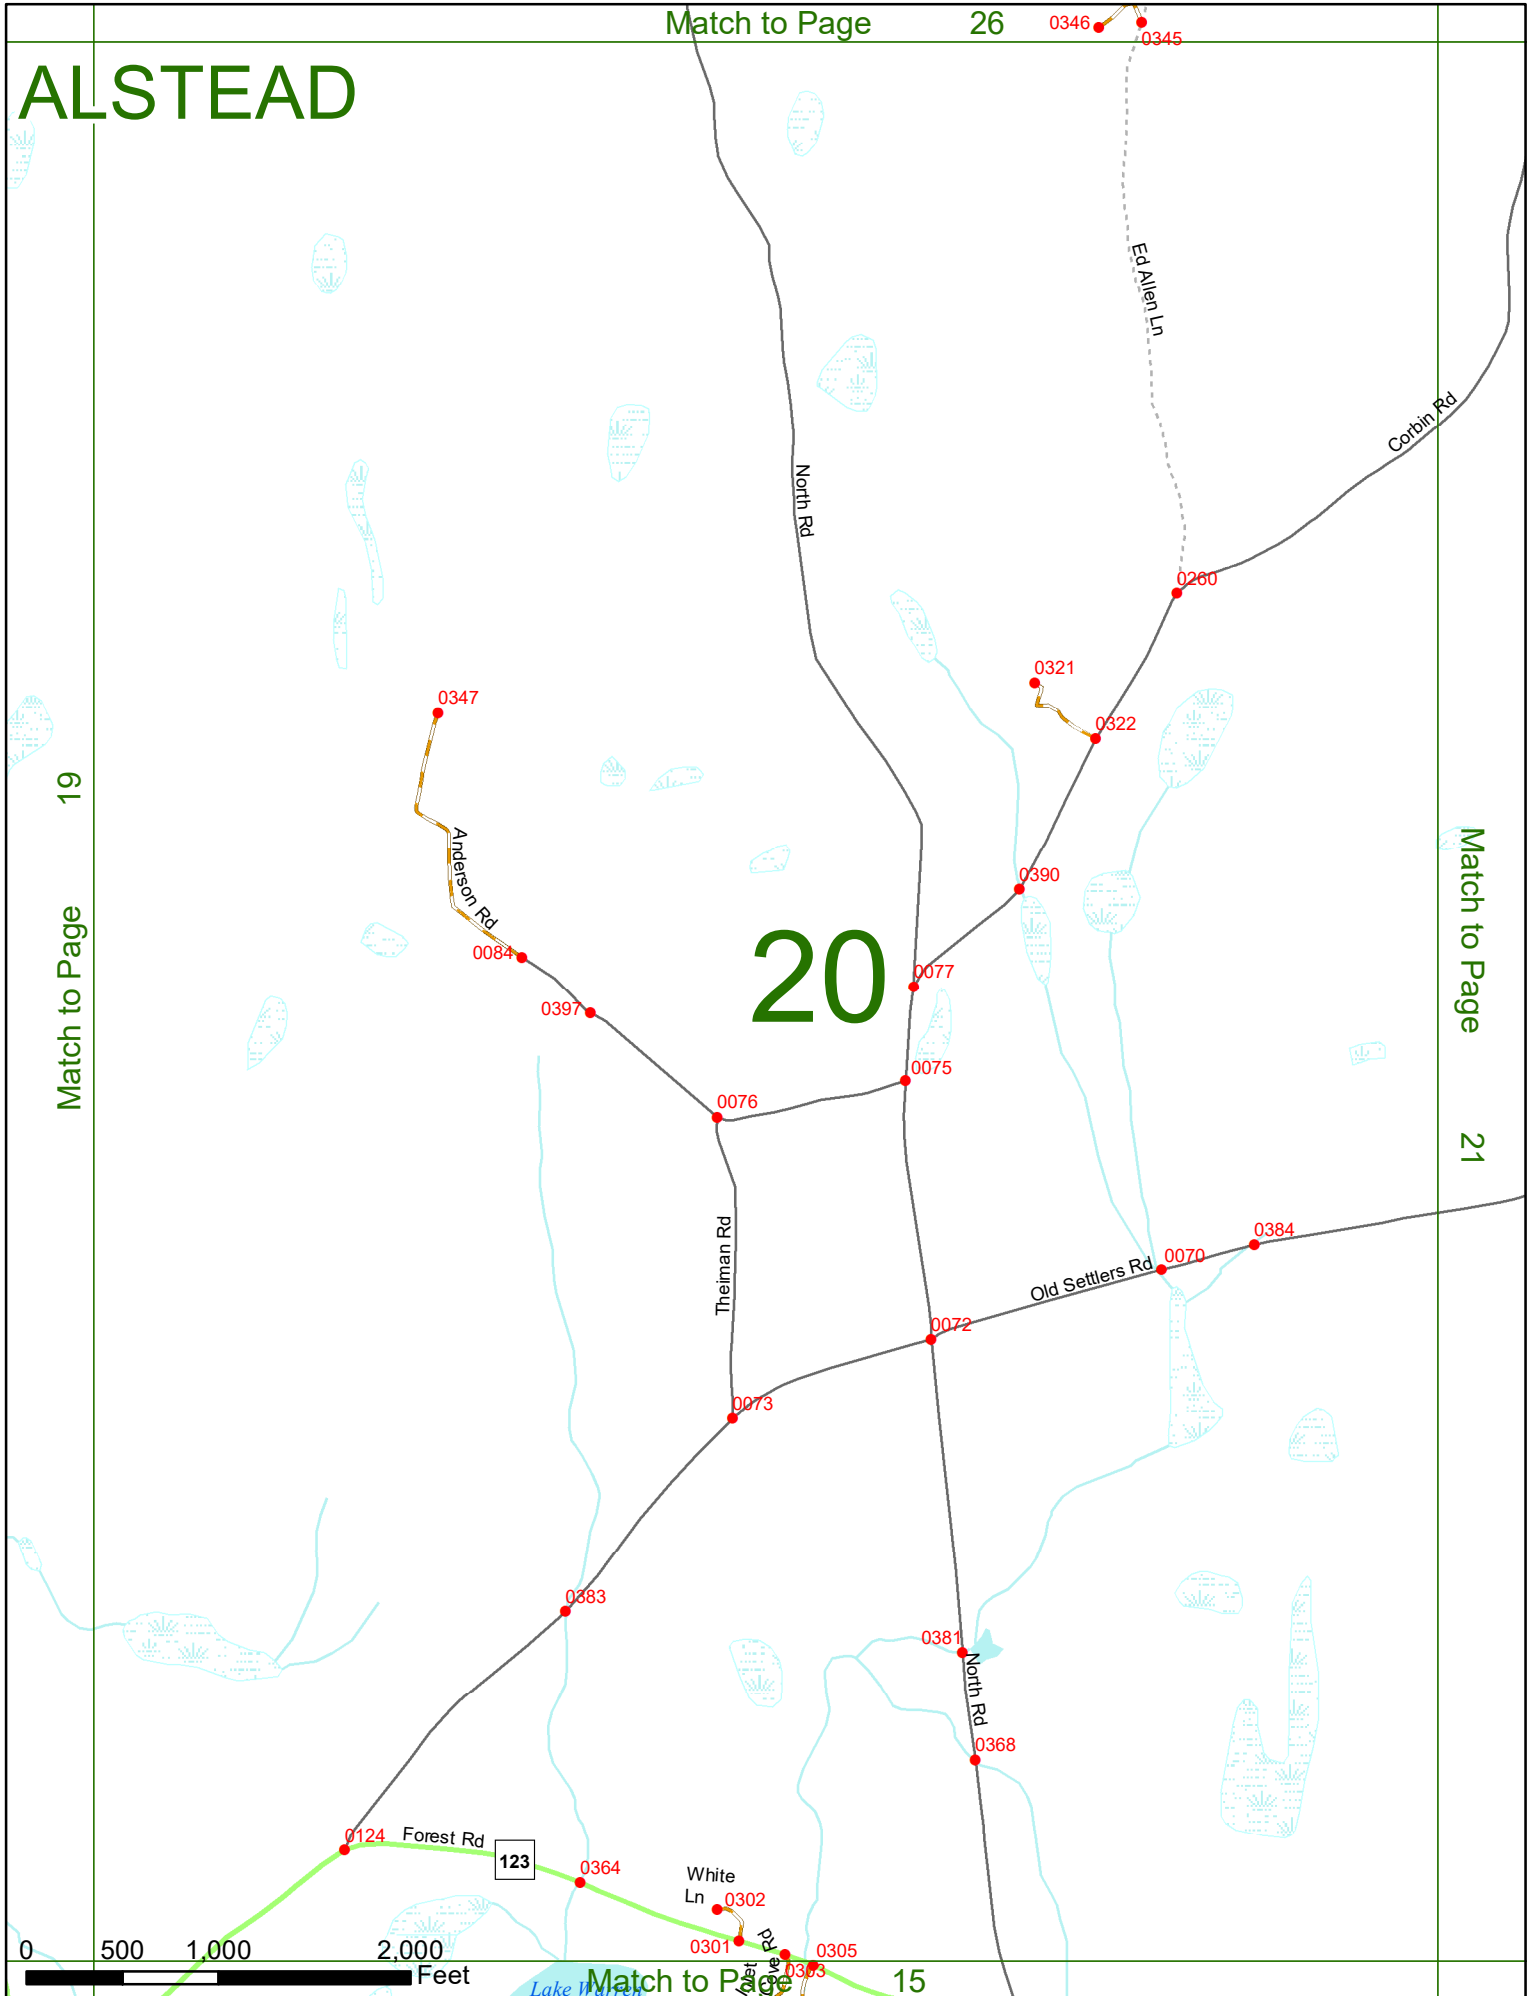 Match to Page 26
0346
0345
ALSTEAD
Ed Allen Ln
Corbin Rd
North Rd
0260
0321
0347
0322
Match to Page 19
Anderson Rd
Match to Page 21
0390
20
0084
0077
0397
0075
0076
Theiman Rd
0384
Old Settlers Rd
0070
0072
0073
0383
0381
North Rd
0368
0124
Forest Rd
123
0364
White
Ln
0302
0301
0305
0303
Rd
0 500 1,000 2,000
Feet
Lake Warren
Match to Page 15